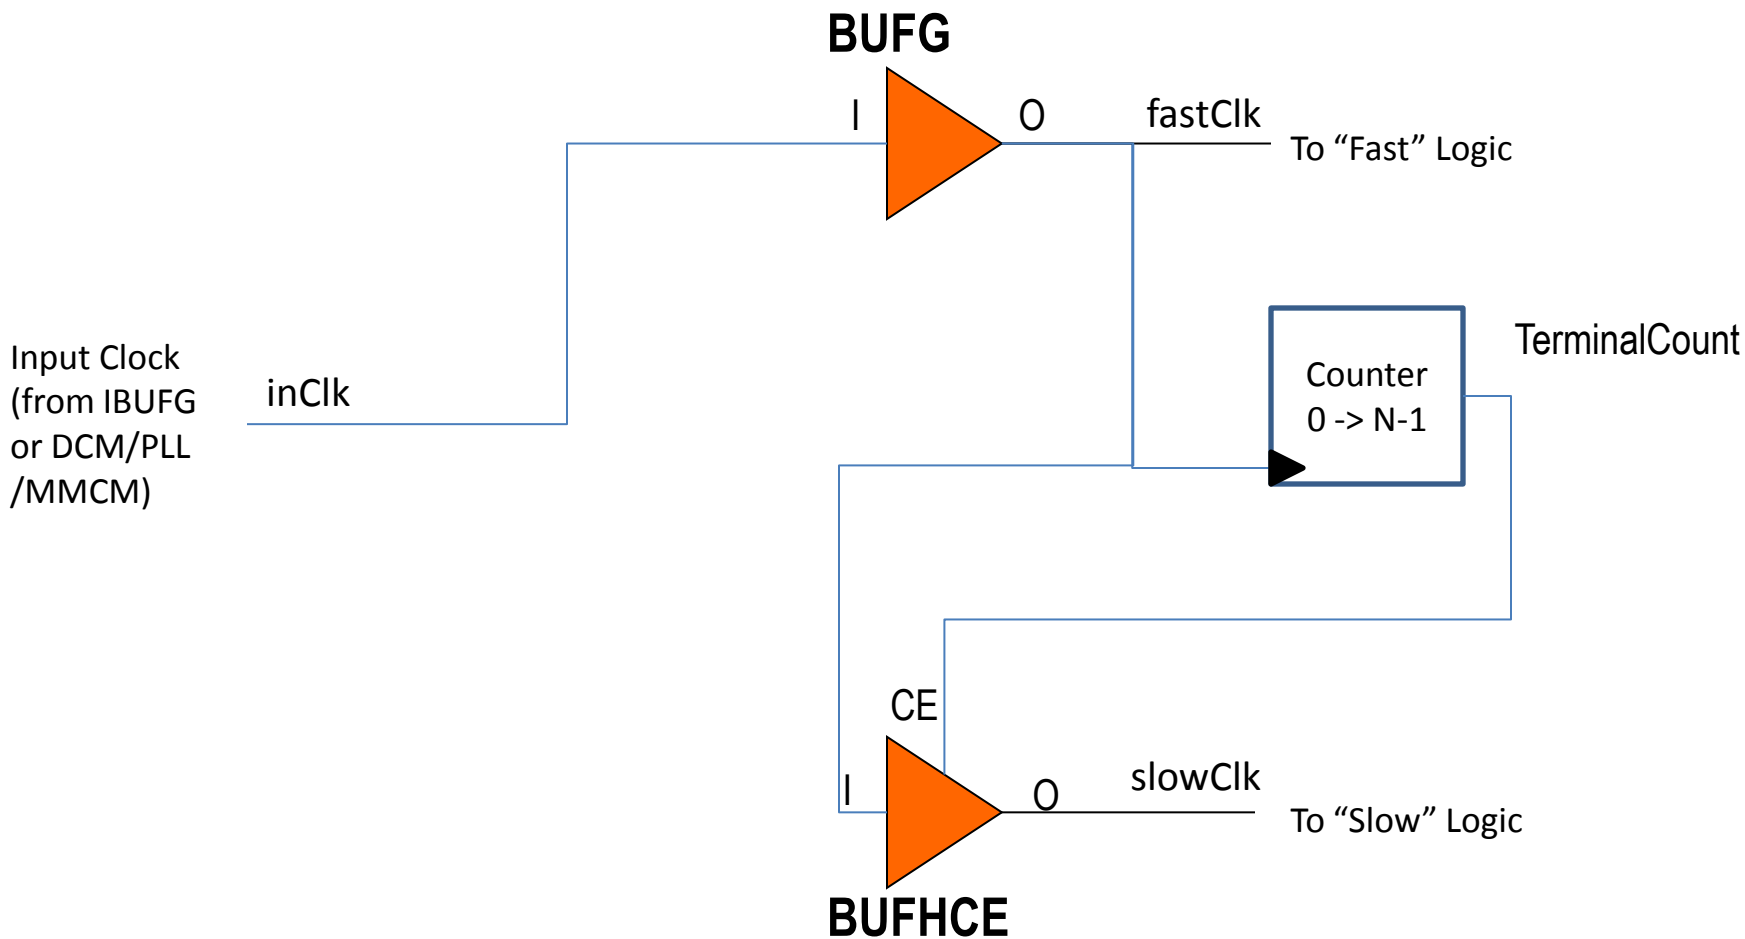 BUFG
I
O
fastClk
To “Fast” Logic
Input Clock
(from IBUFG
or DCM/PLL
/MMCM)
inClk
Counter
0 -> N-1
TerminalCount
CE
I
O
slowClk
To “Slow” Logic
BUFHCE